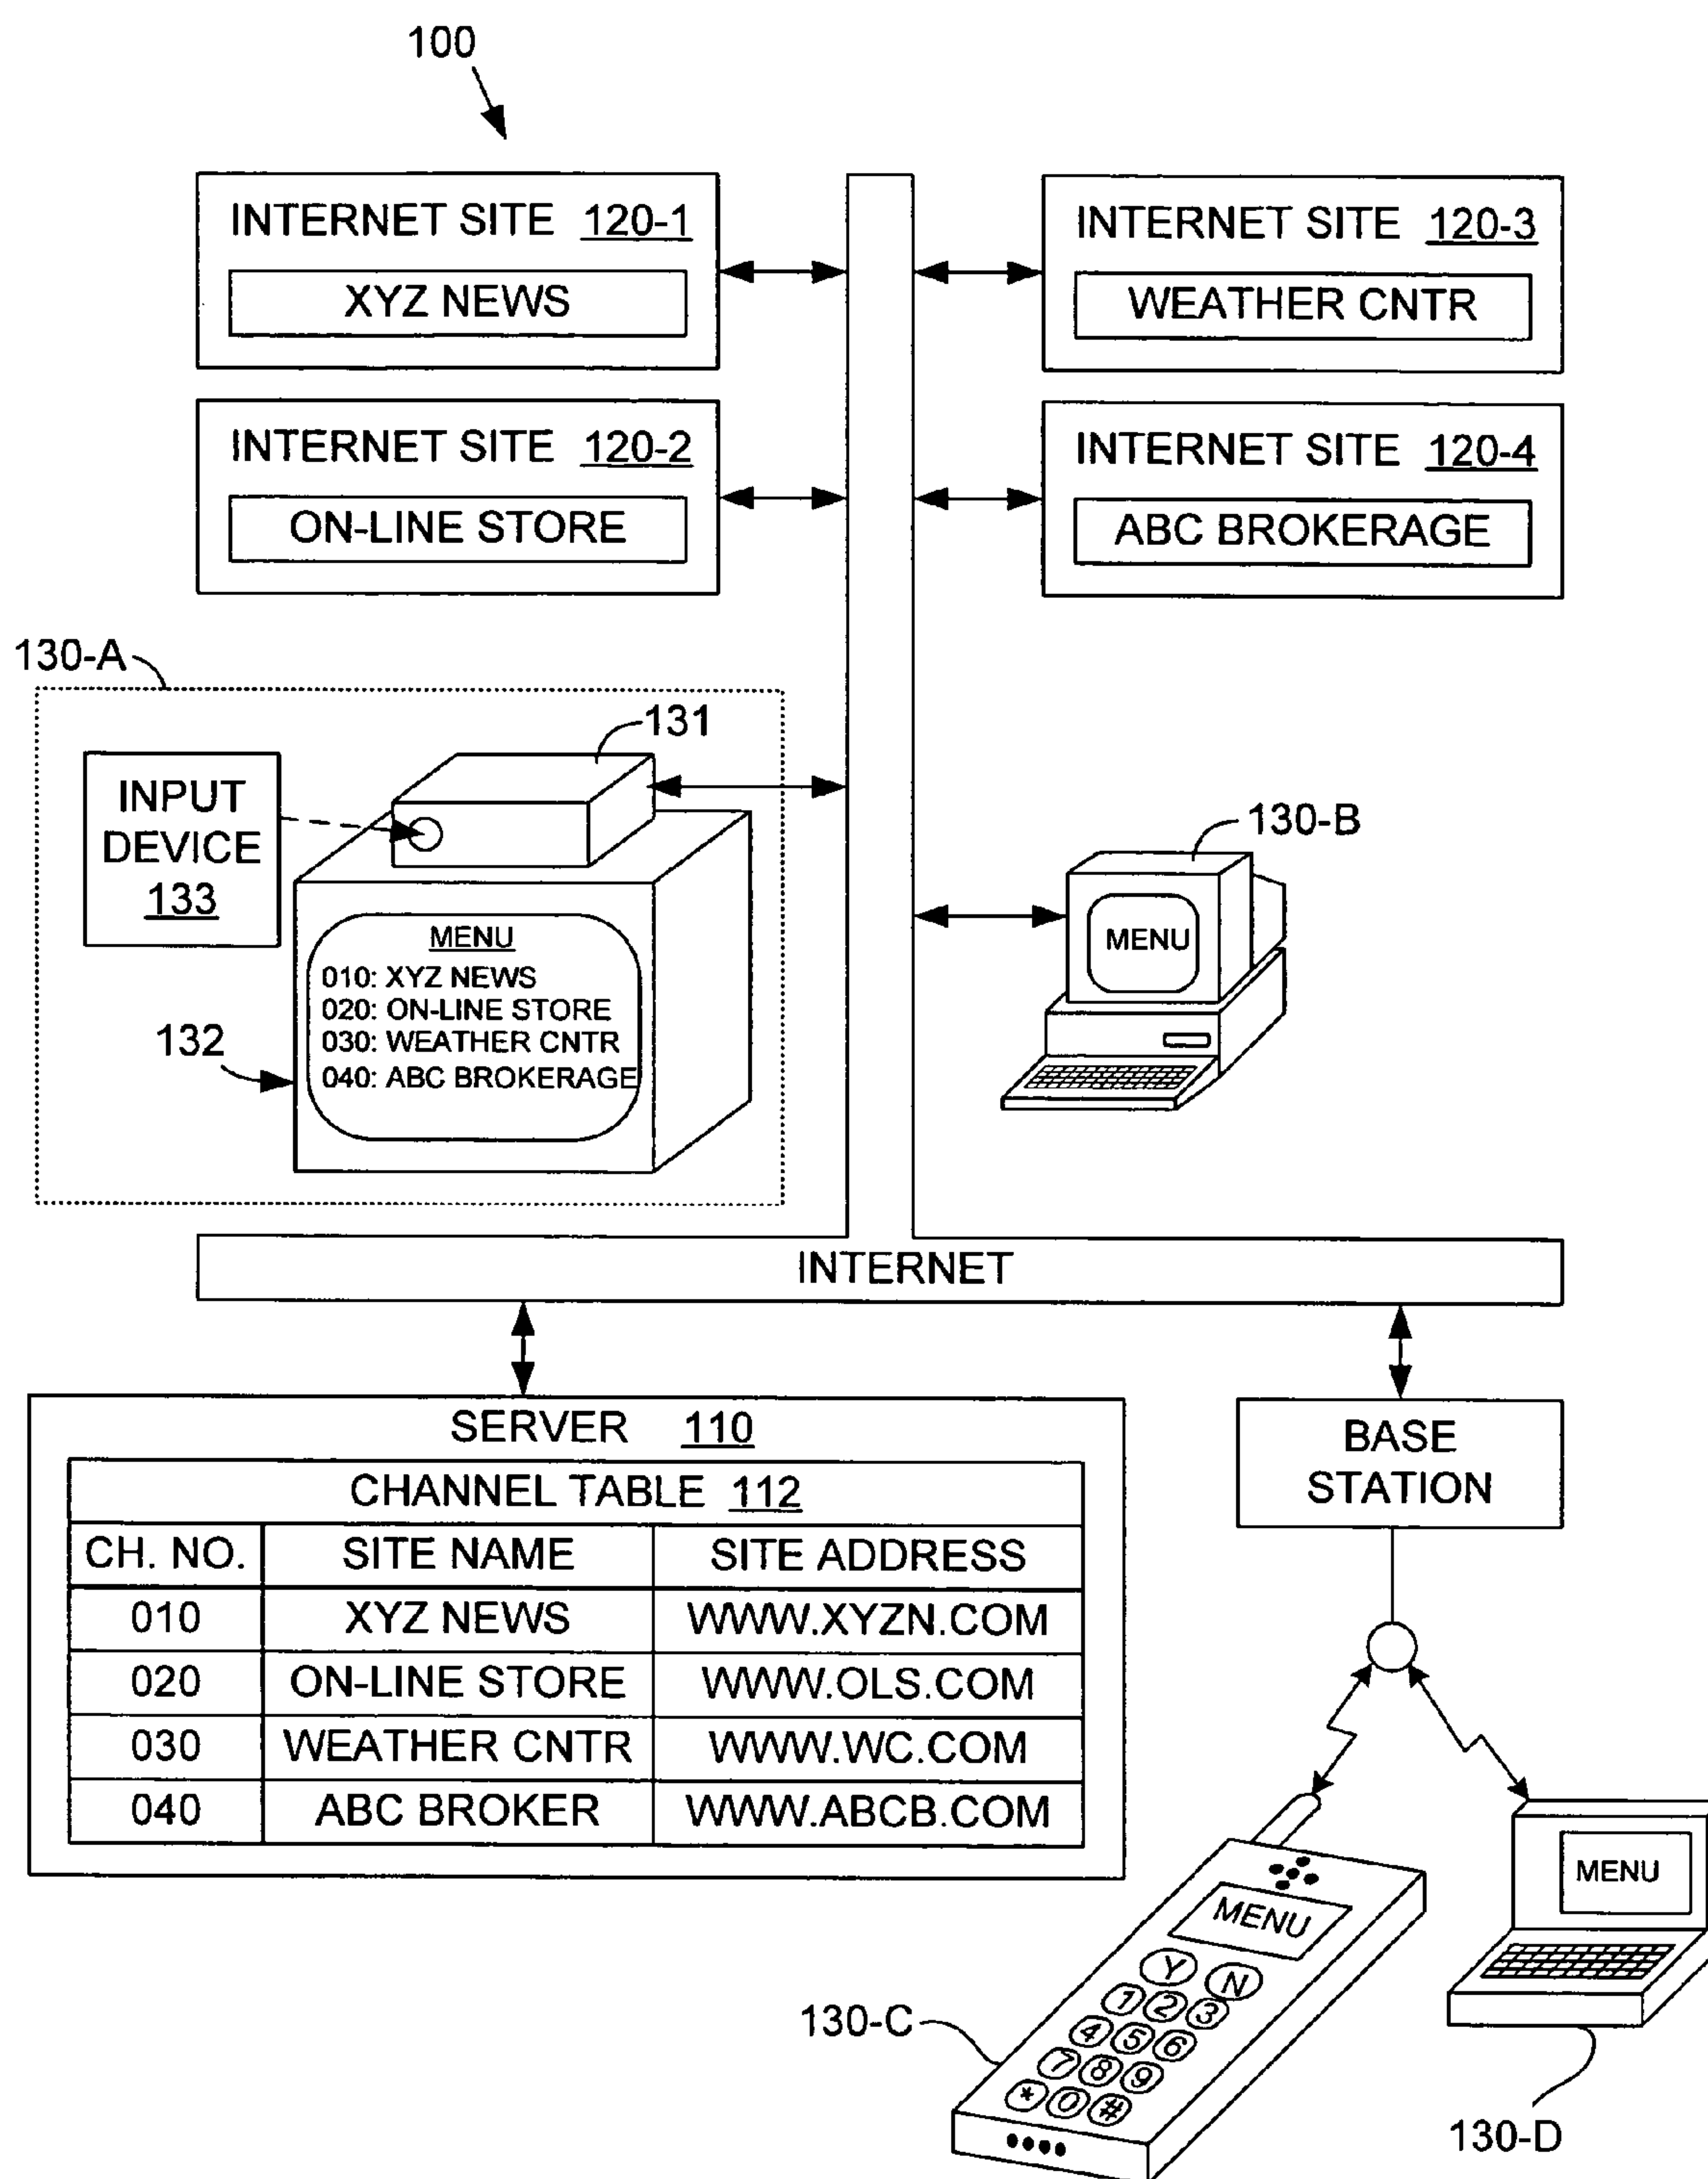 100
INTERNET SITE 120-1
XYZ NEWS
INTERNET SITE 120-3
WEATHER CNTR
INTERNET SITE 120-2
ON-LINE STORE
INTERNET SITE 120-4
ABC BROKERAGE
130-A
131
INPUT
DEVICE
133
MENU
010: XYZ NEWS
020: ON-LINE STORE
030: WEATHER CNTR
040: ABC BROKERAGE
132
130-B
MENU
INTERNET
SERVER 110
CHANNEL TABLE 112
CH. NO. SITE NAME SITE ADDRESS
010 XYZ NEWS WWW.XYZN.COM
020 ON-LINE STORE WWW.OLS.COM
030 WEATHER CNTR WWW.WC.COM
040 ABC BROKER WWW.ABCB.COM
BASE
STATION
MENU
Y N
1 2 3
4 5 6
7 8 9
* 0 #
130-C
MENU
130-D